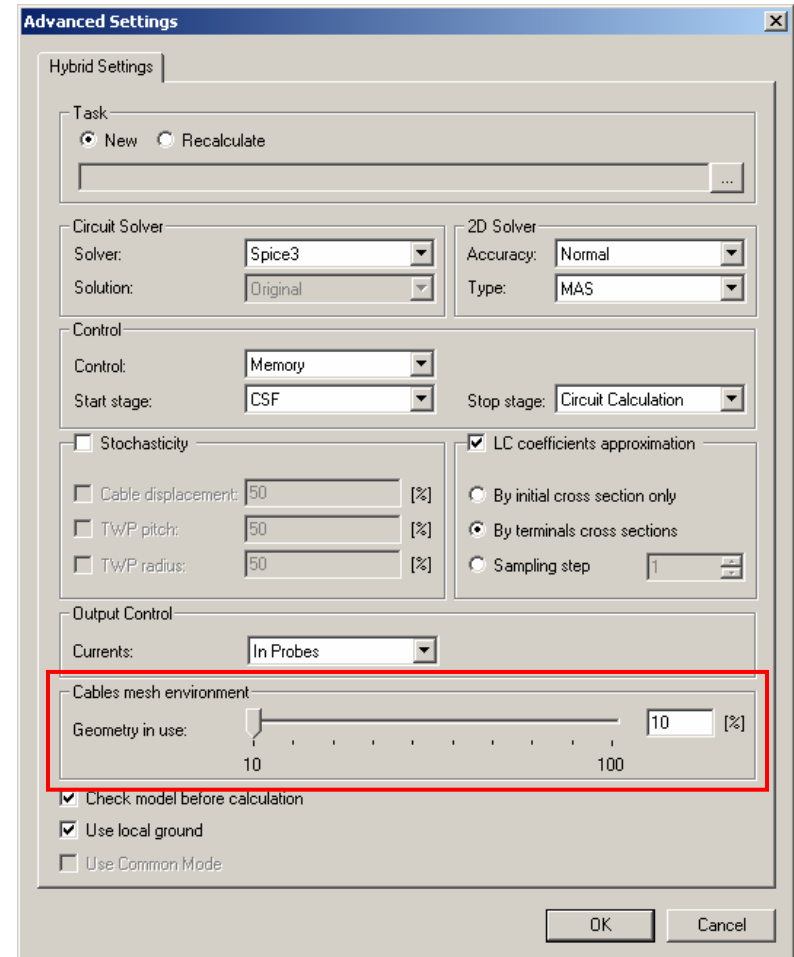 Advanced Settings
Hybrid Settings
Task
New Recalculate
...
Circuit Solver
Solver: Spice3
Solution: Original
2D Solver
Accuracy: Normal
Type: MAS
Control
Control: Memory
Start stage: CSF
Stop stage: Circuit Calculation
Stochasticity
Cable displacement: 50 [%]
TWP pitch: 50 [%]
TWP radius: 50 [%]
LC coefficients approximation
By initial cross section only
By terminals cross sections
Sampling step 1
Output Control
Currents: In Probes
Cables mesh environment
Geometry in use: 10 [%]
10 100
Check model before calculation
Use local ground
Use Common Mode
OK Cancel